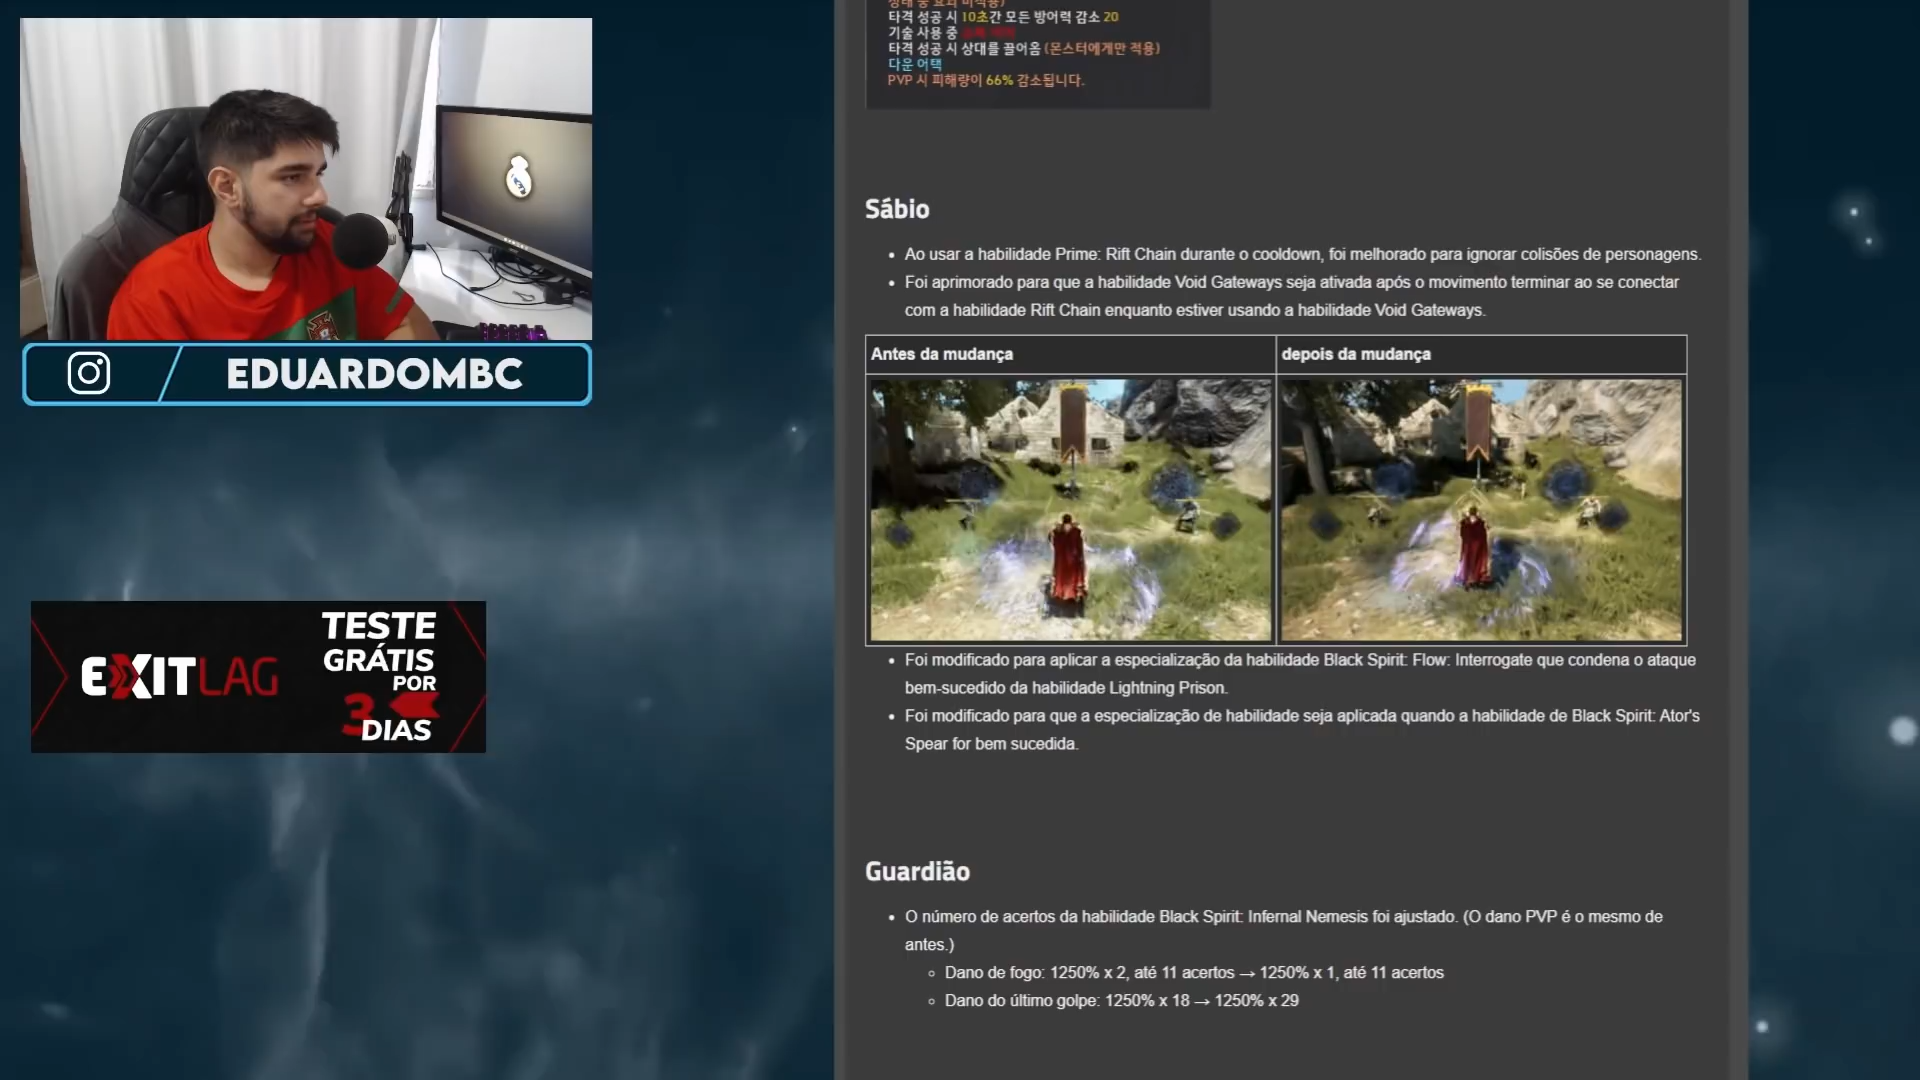 타격 성공 시 10초간 모든 방어력 감소 20
기술 사용 중
타격 성공 시 상대를 끌어옴 (몬스터에게만 적용)
다운 어택
PVP 시 피해량이 66% 감소됩니다.
Sábio
Ao usar a habilidade Prime: Rift Chain durante o cooldown, foi melhorado para ignorar colisões de personagens.
Foi aprimorado para que a habilidade Void Gateways seja ativada após o movimento terminar ao se conectar
com a habilidade Rift Chain enquanto estiver usando a habilidade Void Gateways.
Antes da mudança
depois da mudança
Foi modificado para aplicar a especialização da habilidade Black Spirit: Flow: Interrogate que condena o ataque
bem-sucedido da habilidade Lightning Prison.
Foi modificado para que a especialização de habilidade seja aplicada quando a habilidade de Black Spirit: Ator's
Spear for bem sucedida.
Guardião
O número de acertos da habilidade Black Spirit: Infernal Nemesis foi ajustado. (O dano PVP é o mesmo de
antes.)
Dano de fogo: 1250% x 2, até 11 acertos → 1250% x 1, até 11 acertos
Dano do último golpe: 1250% x 18 → 1250% x 29
EDUARDOMBC
EXITLAG
TESTE
GRÁTIS
POR
3
DIAS